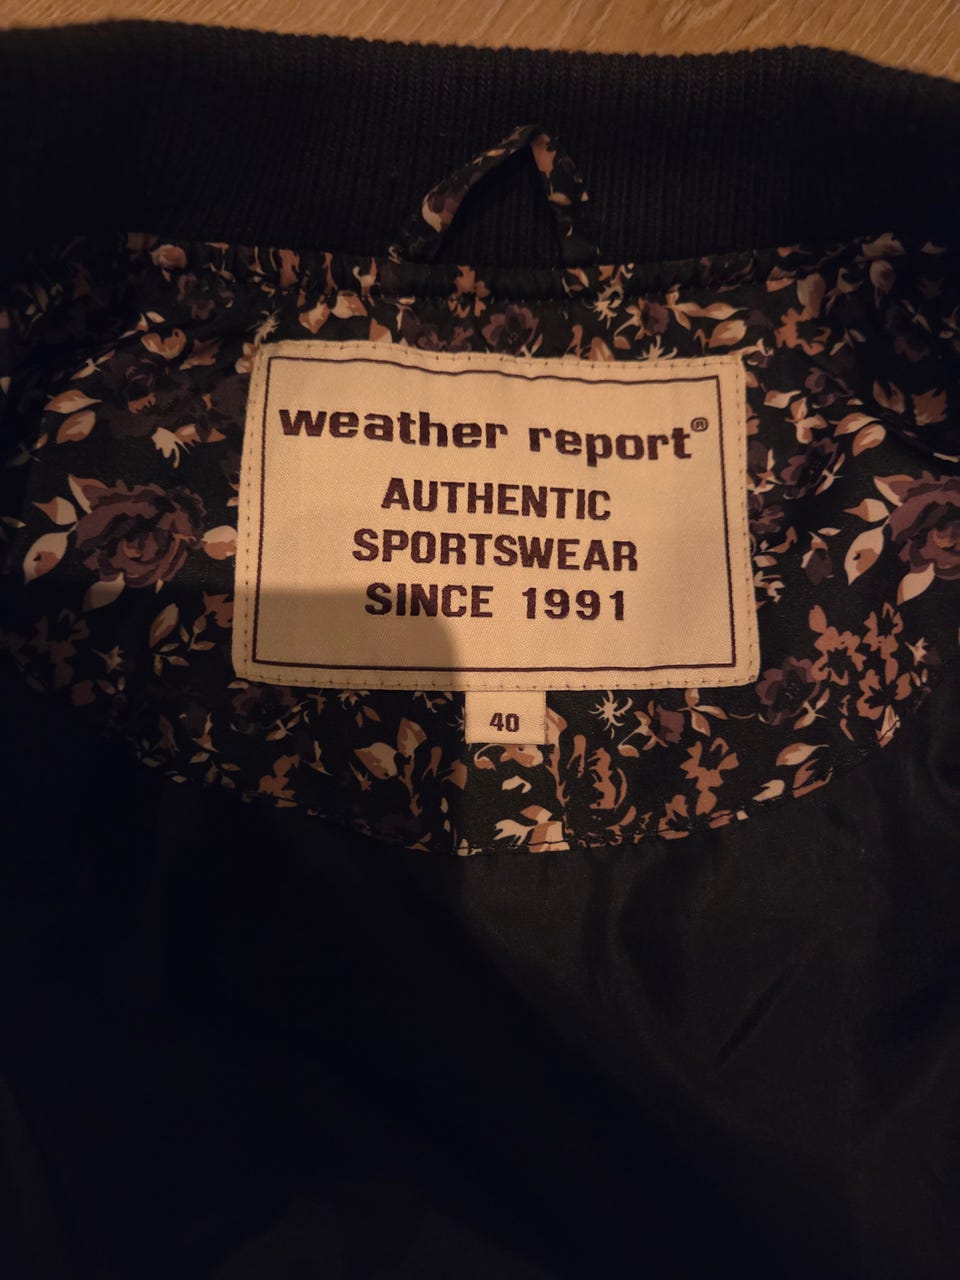 weather report®
AUTHENTIC
SPORTSWEAR
SINCE 1991
40